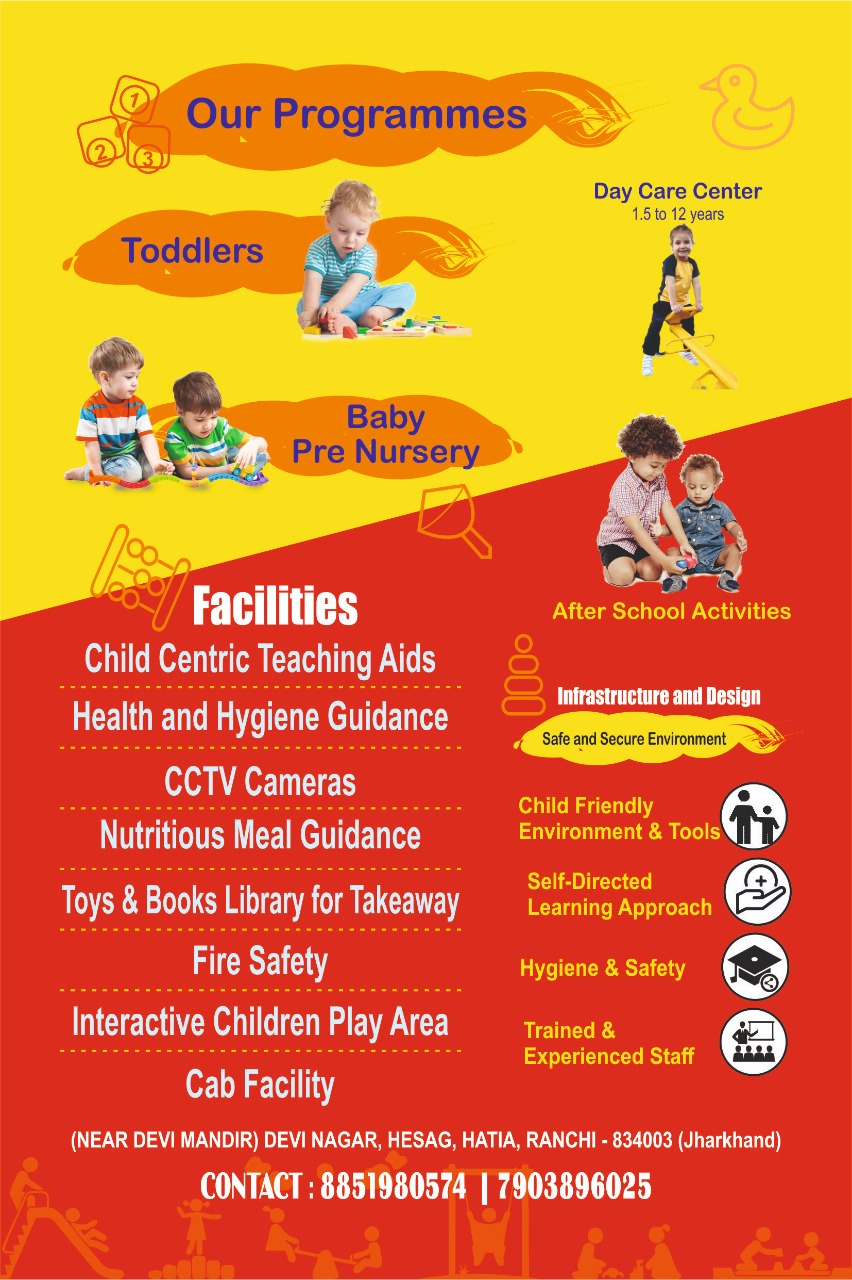 1
2
3
Our Programmes
Day Care Center
1.5 to 12 years
Toddlers
Baby
Pre Nursery
After School Activities
Facilities
Child Centric Teaching Aids
Health and Hygiene Guidance
CCTV Cameras
Nutritious Meal Guidance
Toys & Books Library for Takeaway
Fire Safety
Interactive Children Play Area
Cab Facility
Infrastructure and Design
Safe and Secure Environment
Child Friendly
Environment & Tools
Self-Directed
Learning Approach
Hygiene & Safety
Trained &
Experienced Staff
(NEAR DEVI MANDIR) DEVI NAGAR, HESAG, HATIA, RANCHI - 834003 (Jharkhand)
CONTACT : 8851980574 | 7903896025